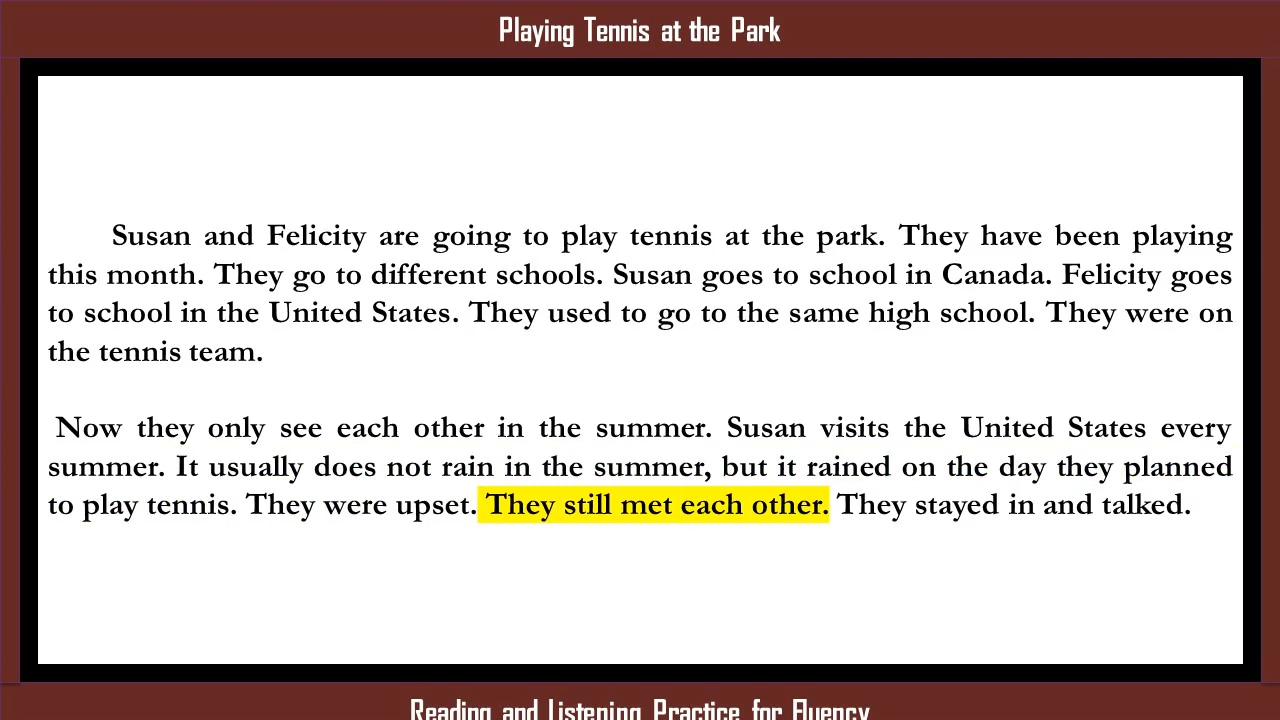 Playing Tennis at the Park
Susan and Felicity are going to play tennis at the park. They have been playing
this month. They go to different schools. Susan goes to school in Canada. Felicity goes
to school in the United States. They used to go to the same high school. They were on
the tennis team.
Now they only see each other in the summer. Susan visits the United States every
summer. It usually does not rain in the summer, but it rained on the day they planned
to play tennis. They were upset. They still met each other. They stayed in and talked.
Reading and Listening Practice for Fluency